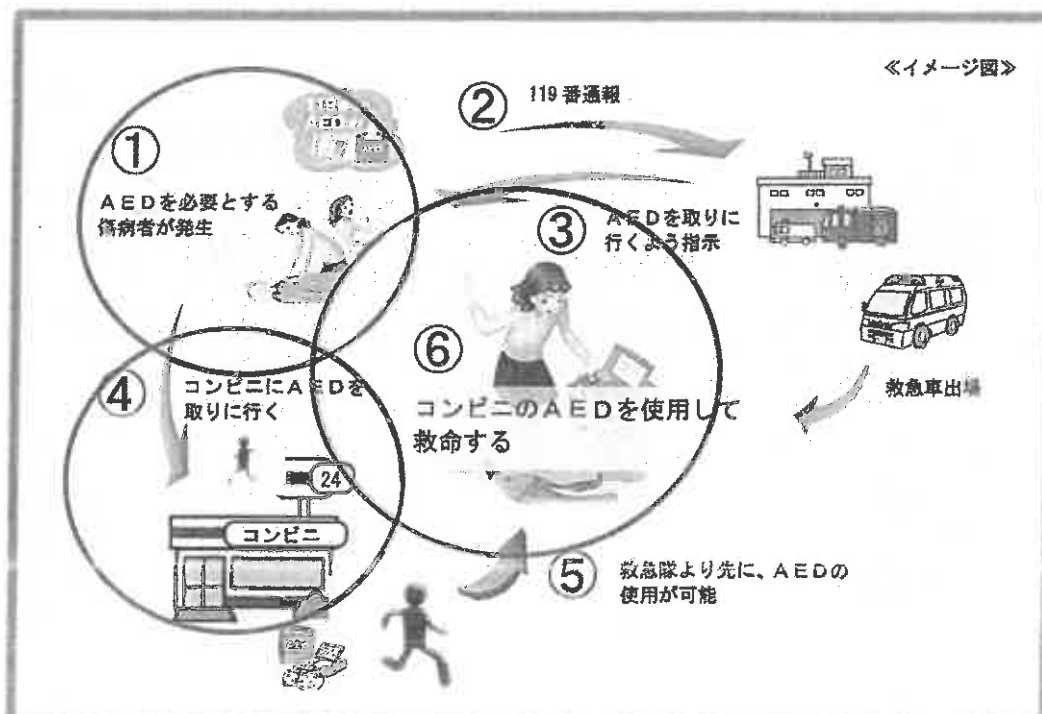 ≪イメージ図≫
①
AEDを必要とする
傷病者が発生
②
119番通報
③
AEDを取りに
行くよう指示
④
コンビニにAEDを
取りに行く
24
コンビニ
⑤
救急隊より先に、AEDの
使用が可能
⑥
コンビニのAEDを使用して
救命する
救急車出場